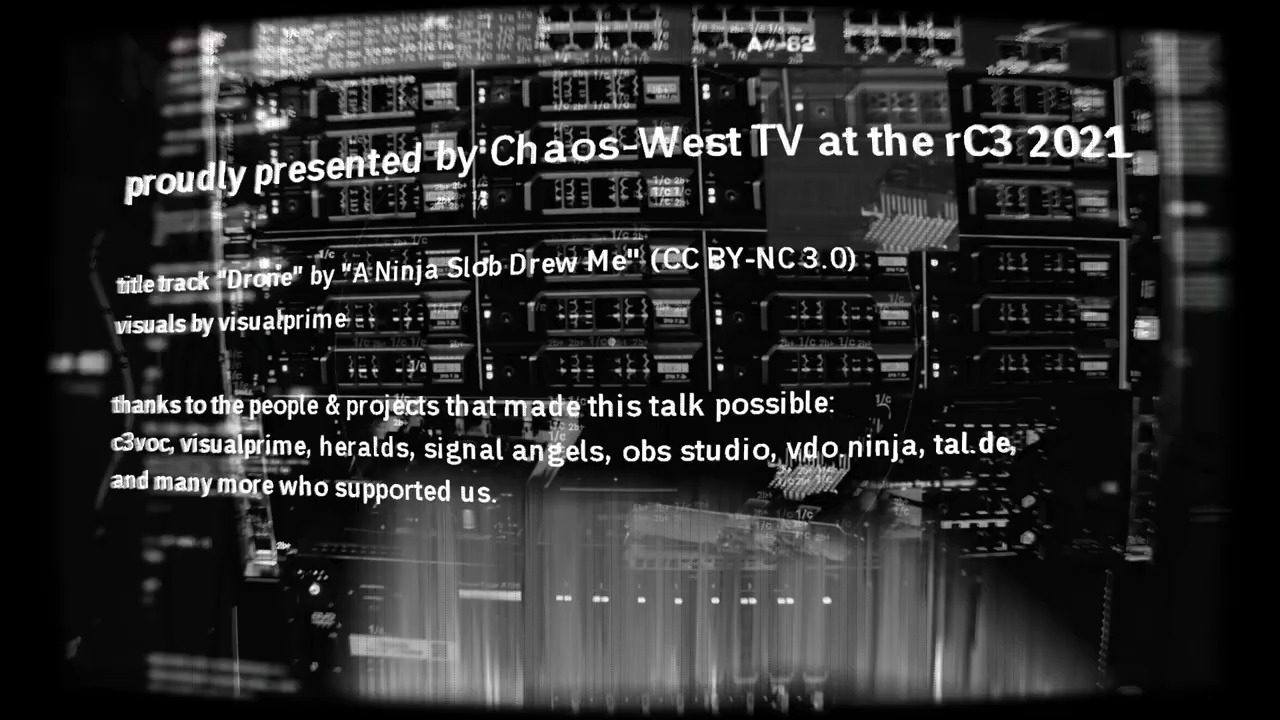 A#-62
proudly presented by Chaos-West TV at the rC3 2021
title track "Drone" by "A Ninja Slob Drew Me" (CC BY-NC 3.0)
visuals by visualprime
thanks to the people & projects that made this talk possible:
c3voc, visualprime, heralds, signal angels, obs studio, vdo.ninja, tal.de,
and many more who supported us.